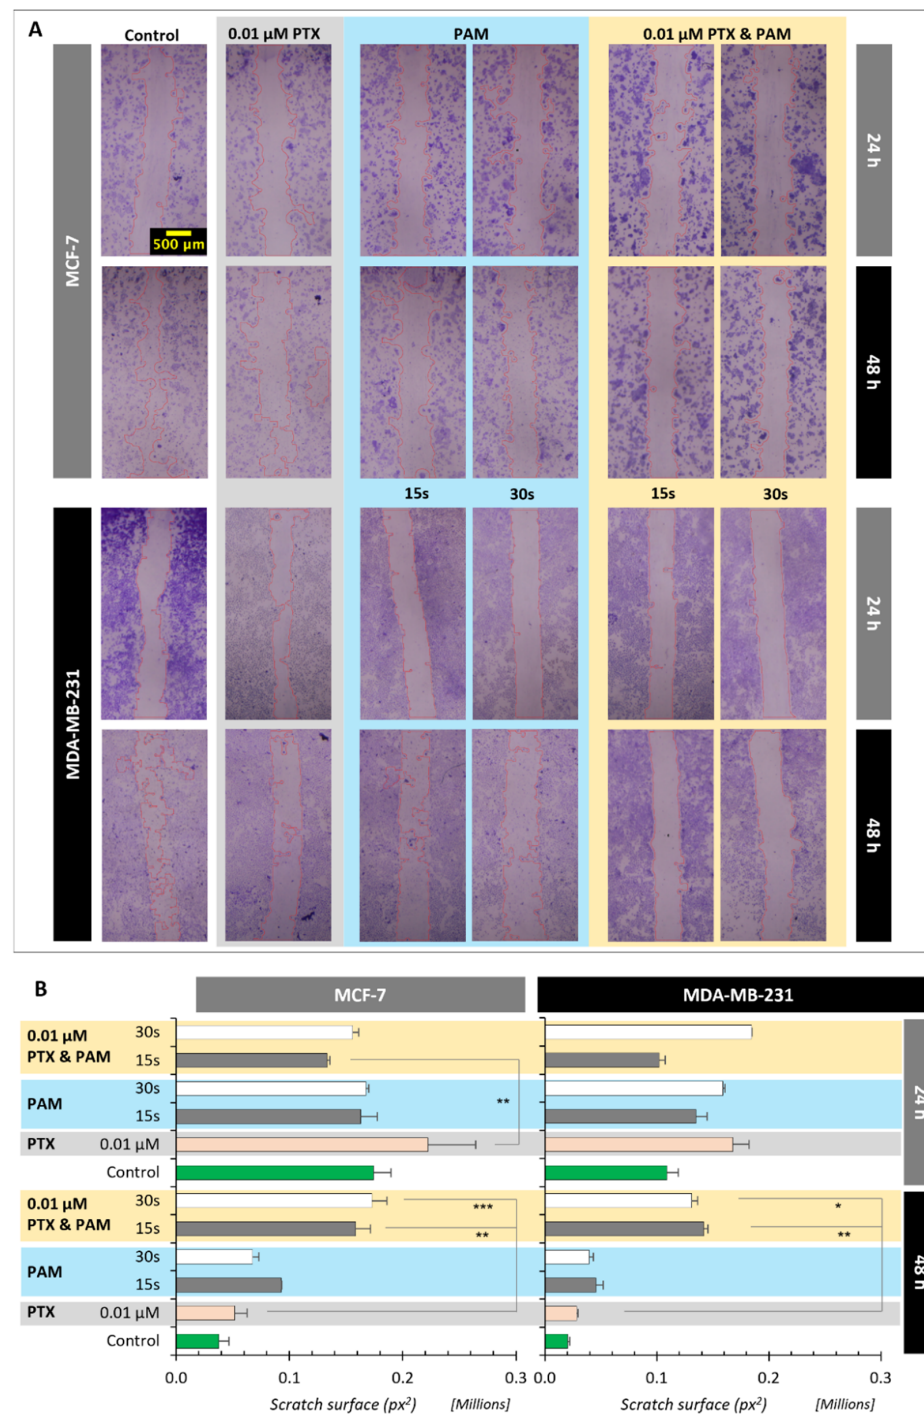 A
Control
0.01 µM PTX
PAM
0.01 µM PTX & PAM
MCF-7
24 h
500 µm
48 h
15s
30s
15s
30s
MDA-MB-231
24 h
48 h
B
MCF-7
MDA-MB-231
0.01 µM
PTX & PAM
30s
15s
**
PAM
30s
15s
PTX
0.01 µM
Control
24 h
0.01 µM
PTX & PAM
30s
15s
***
**
*
**
PAM
30s
15s
PTX
0.01 µM
Control
48 h
0.0
0.1
0.2
0.3
0.0
0.1
0.2
0.3
Scratch surface (px²)
[Millions]
Scratch surface (px²)
[Millions]